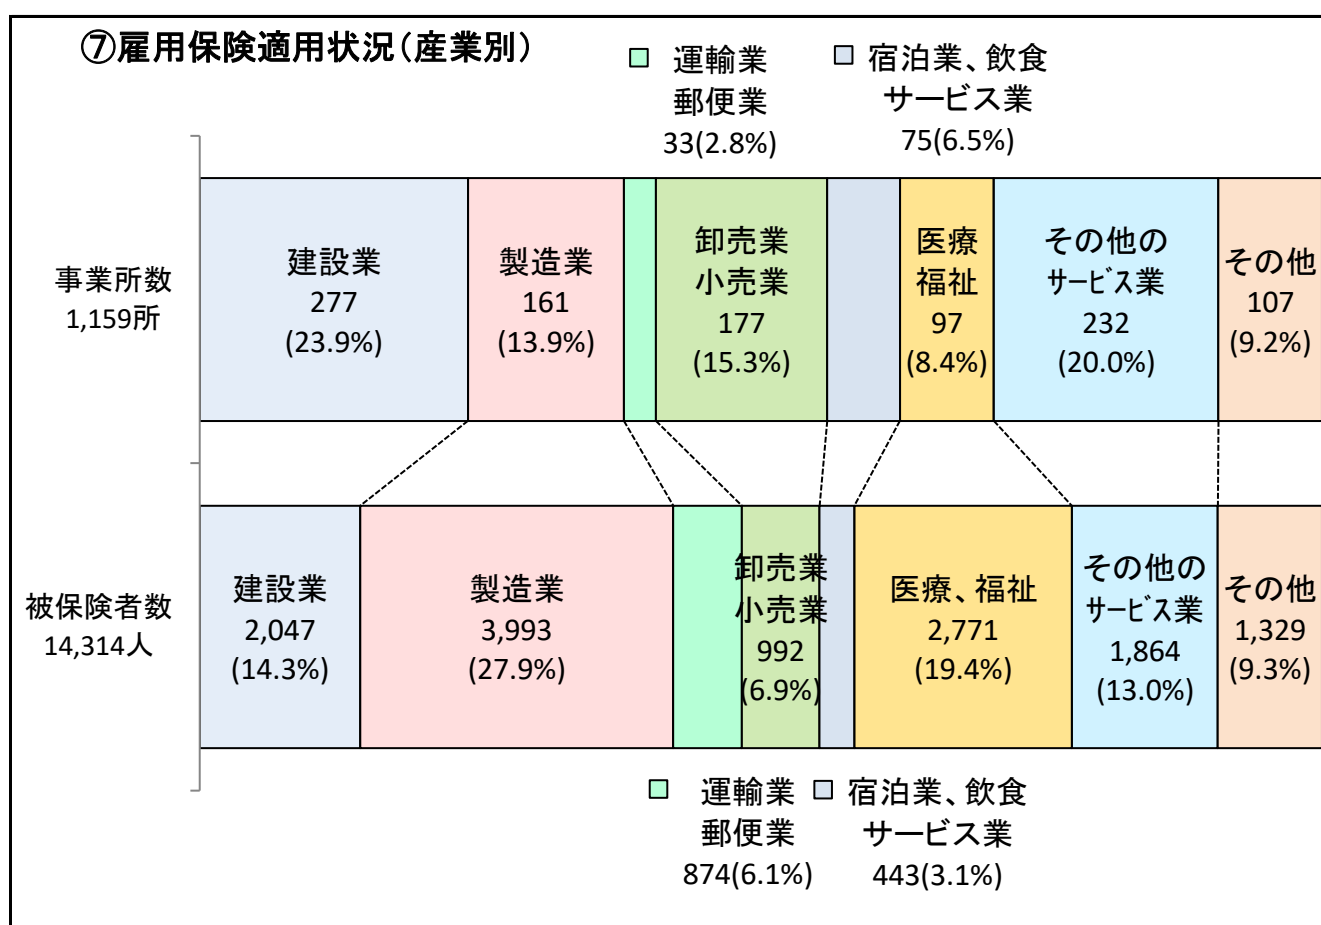 ⑦雇用保険適用状況（産業別）
運輸業
郵便業
33(2.8%)
宿泊業、飲食
サービス業
75(6.5%)
事業所数
1,159所
建設業
277
(23.9%)
製造業
161
(13.9%)
卸売業
小売業
177
(15.3%)
医療
福祉
97
(8.4%)
その他の
ｻｰﾋﾞｽ業
232
(20.0%)
その他
107
(9.2%)
被保険者数
14,314人
建設業
2,047
(14.3%)
製造業
3,993
(27.9%)
卸売業
小売業
992
(6.9%)
医療、福祉
2,771
(19.4%)
その他の
ｻｰﾋﾞｽ業
1,864
(13.0%)
その他
1,329
(9.3%)
運輸業
郵便業
874(6.1%)
宿泊業、飲食
サービス業
443(3.1%)